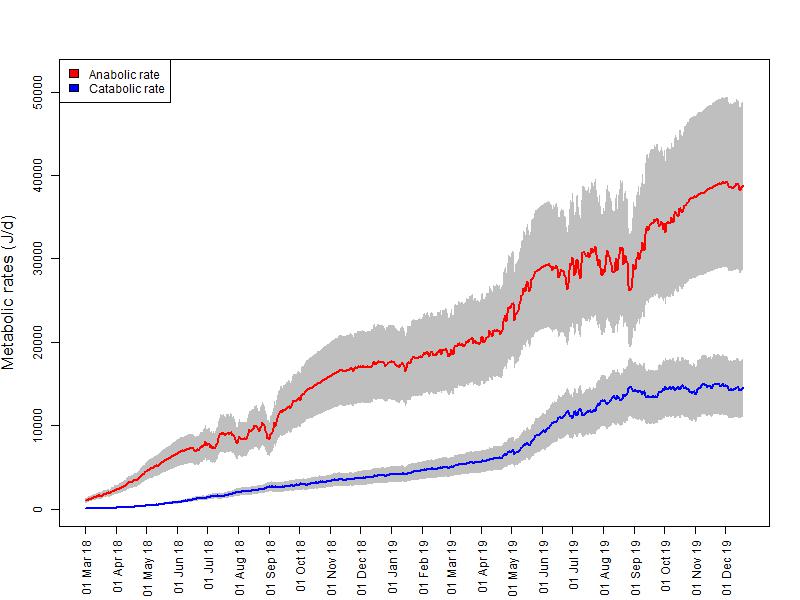 Anabolic rate
Catabolic rate
Metabolic rates (J/d)
50000
40000
30000
20000
10000
0
01 Mar 18
01 Apr 18
01 May 18
01 Jun 18
01 Jul 18
01 Aug 18
01 Sep 18
01 Oct 18
01 Nov 18
01 Dec 18
01 Jan 19
01 Feb 19
01 Mar 19
01 Apr 19
01 May 19
01 Jun 19
01 Jul 19
01 Aug 19
01 Sep 19
01 Oct 19
01 Nov 19
01 Dec 19